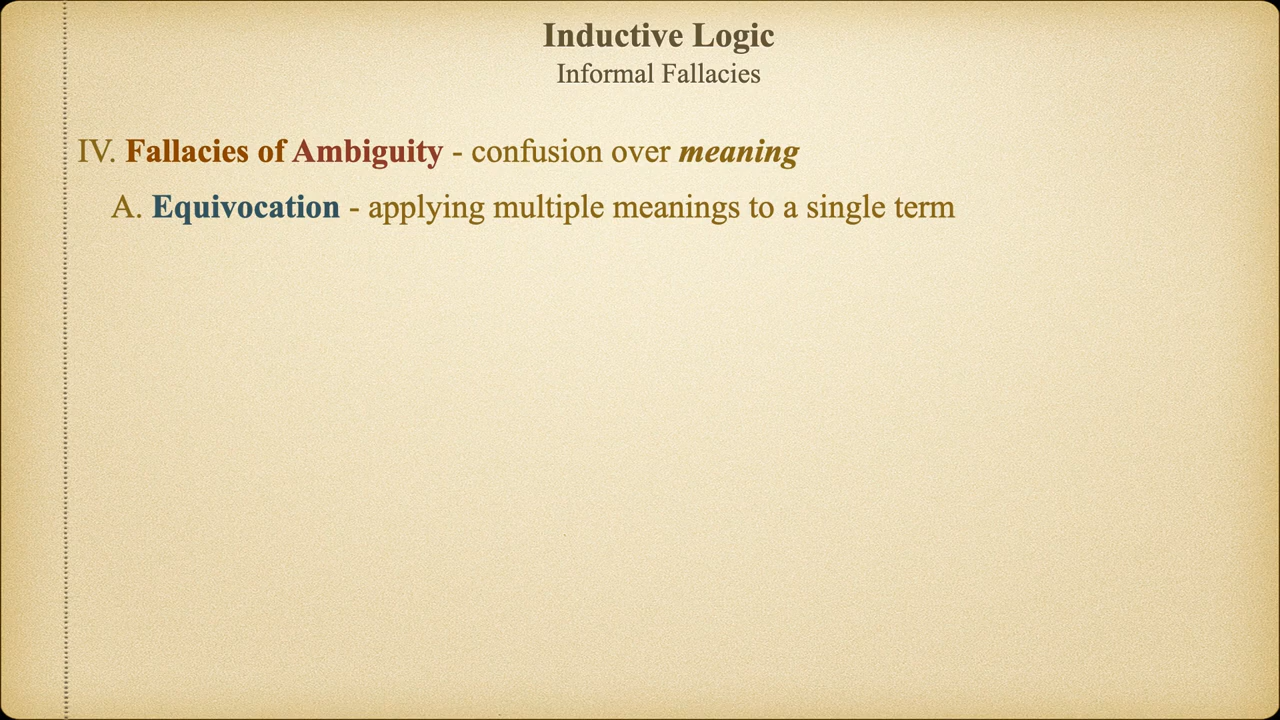 Inductive Logic
Informal Fallacies
IV. Fallacies of Ambiguity - confusion over meaning
A. Equivocation - applying multiple meanings to a single term